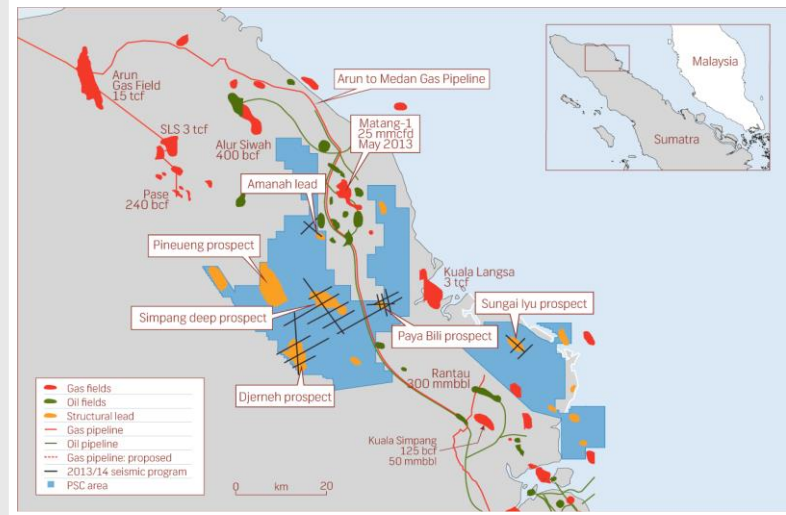 Arun to Medan Gas Pipeline
Arun
Gas Field
15 tcf
SLS 3 tcf
Pase
240 bcf
Alur Siwah
400 bcf
Matang-1
25 mmcfd
May 2013
Amanah lead
Pineueng prospect
Simpang deep prospect
Djerneh prospect
Kuala Langsa
3 tcf
Paya Bili prospect
Sungai Iyu prospect
Rantau
300 mmbbl
Kuala Simpang
125 bcf
50 mmbbl
Malaysia
Sumatra
Gas fields
Oil fields
Structural lead
Gas pipeline
Oil pipeline
Gas pipeline: proposed
2013/14 seismic program
PSC area
0 km 20